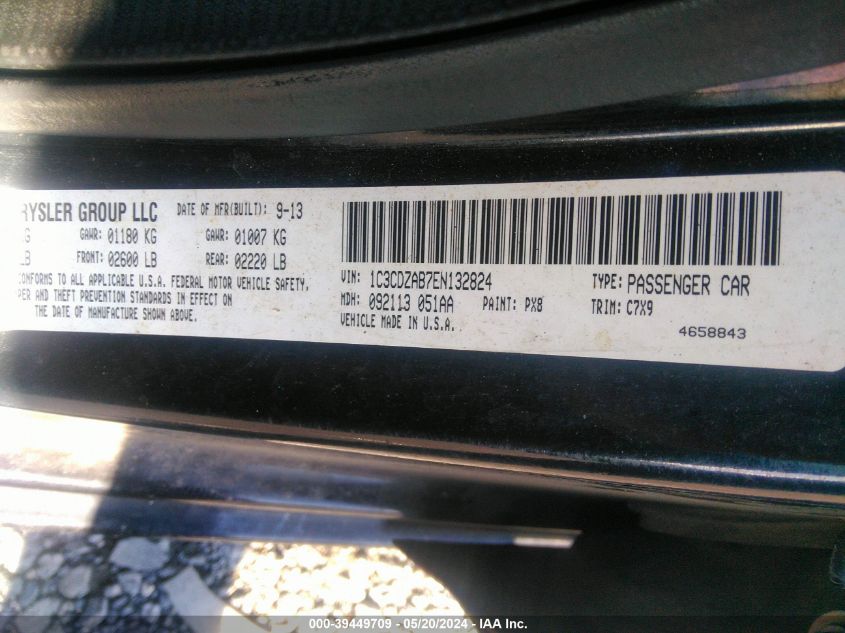 RYSLER GROUP LLC DATE OF MFR(BUILT): 9-13
G GAWR: 01180 KG GAWR: 01007 KG
LB FRONT: 02600 LB REAR: 02220 LB
CONFORMS TO ALL APPLICABLE U.S.A. FEDERAL MOTOR VEHICLE SAFETY,
PER AND THEFT PREVENTION STANDARDS IN EFFECT ON
THE DATE OF MANUFACTURE SHOWN ABOVE.
VIN: 1C3CDZAB7EN132824 TYPE: PASSENGER CAR
MDH: 092113 051AA PAINT: PX8 TRIM: C7X9
VEHICLE MADE IN U.S.A.
4658843
000-39449709 - 05/20/2024 - IAA Inc.